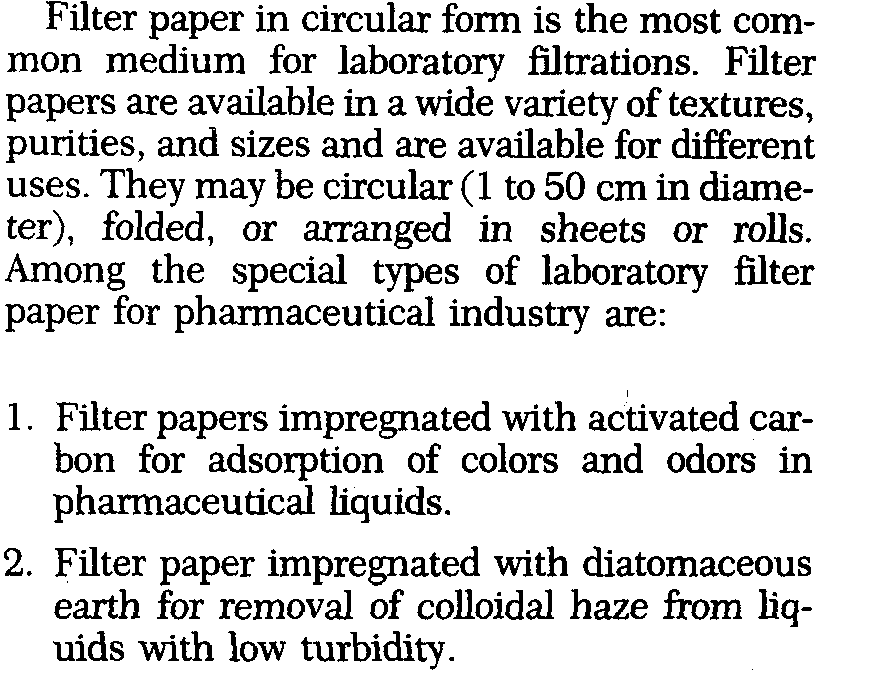 Filter paper in circular form is the most com-
mon medium for laboratory filtrations. Filter
papers are available in a wide variety of textures,
purities, and sizes and are available for different
uses. They may be circular (1 to 50 cm in diame-
ter), folded, or arranged in sheets or rolls.
Among the special types of laboratory filter
paper for pharmaceutical industry are:
1. Filter papers impregnated with activated car-
bon for adsorption of colors and odors in
pharmaceutical liquids.
2. Filter paper impregnated with diatomaceous
earth for removal of colloidal haze from liq-
uids with low turbidity.